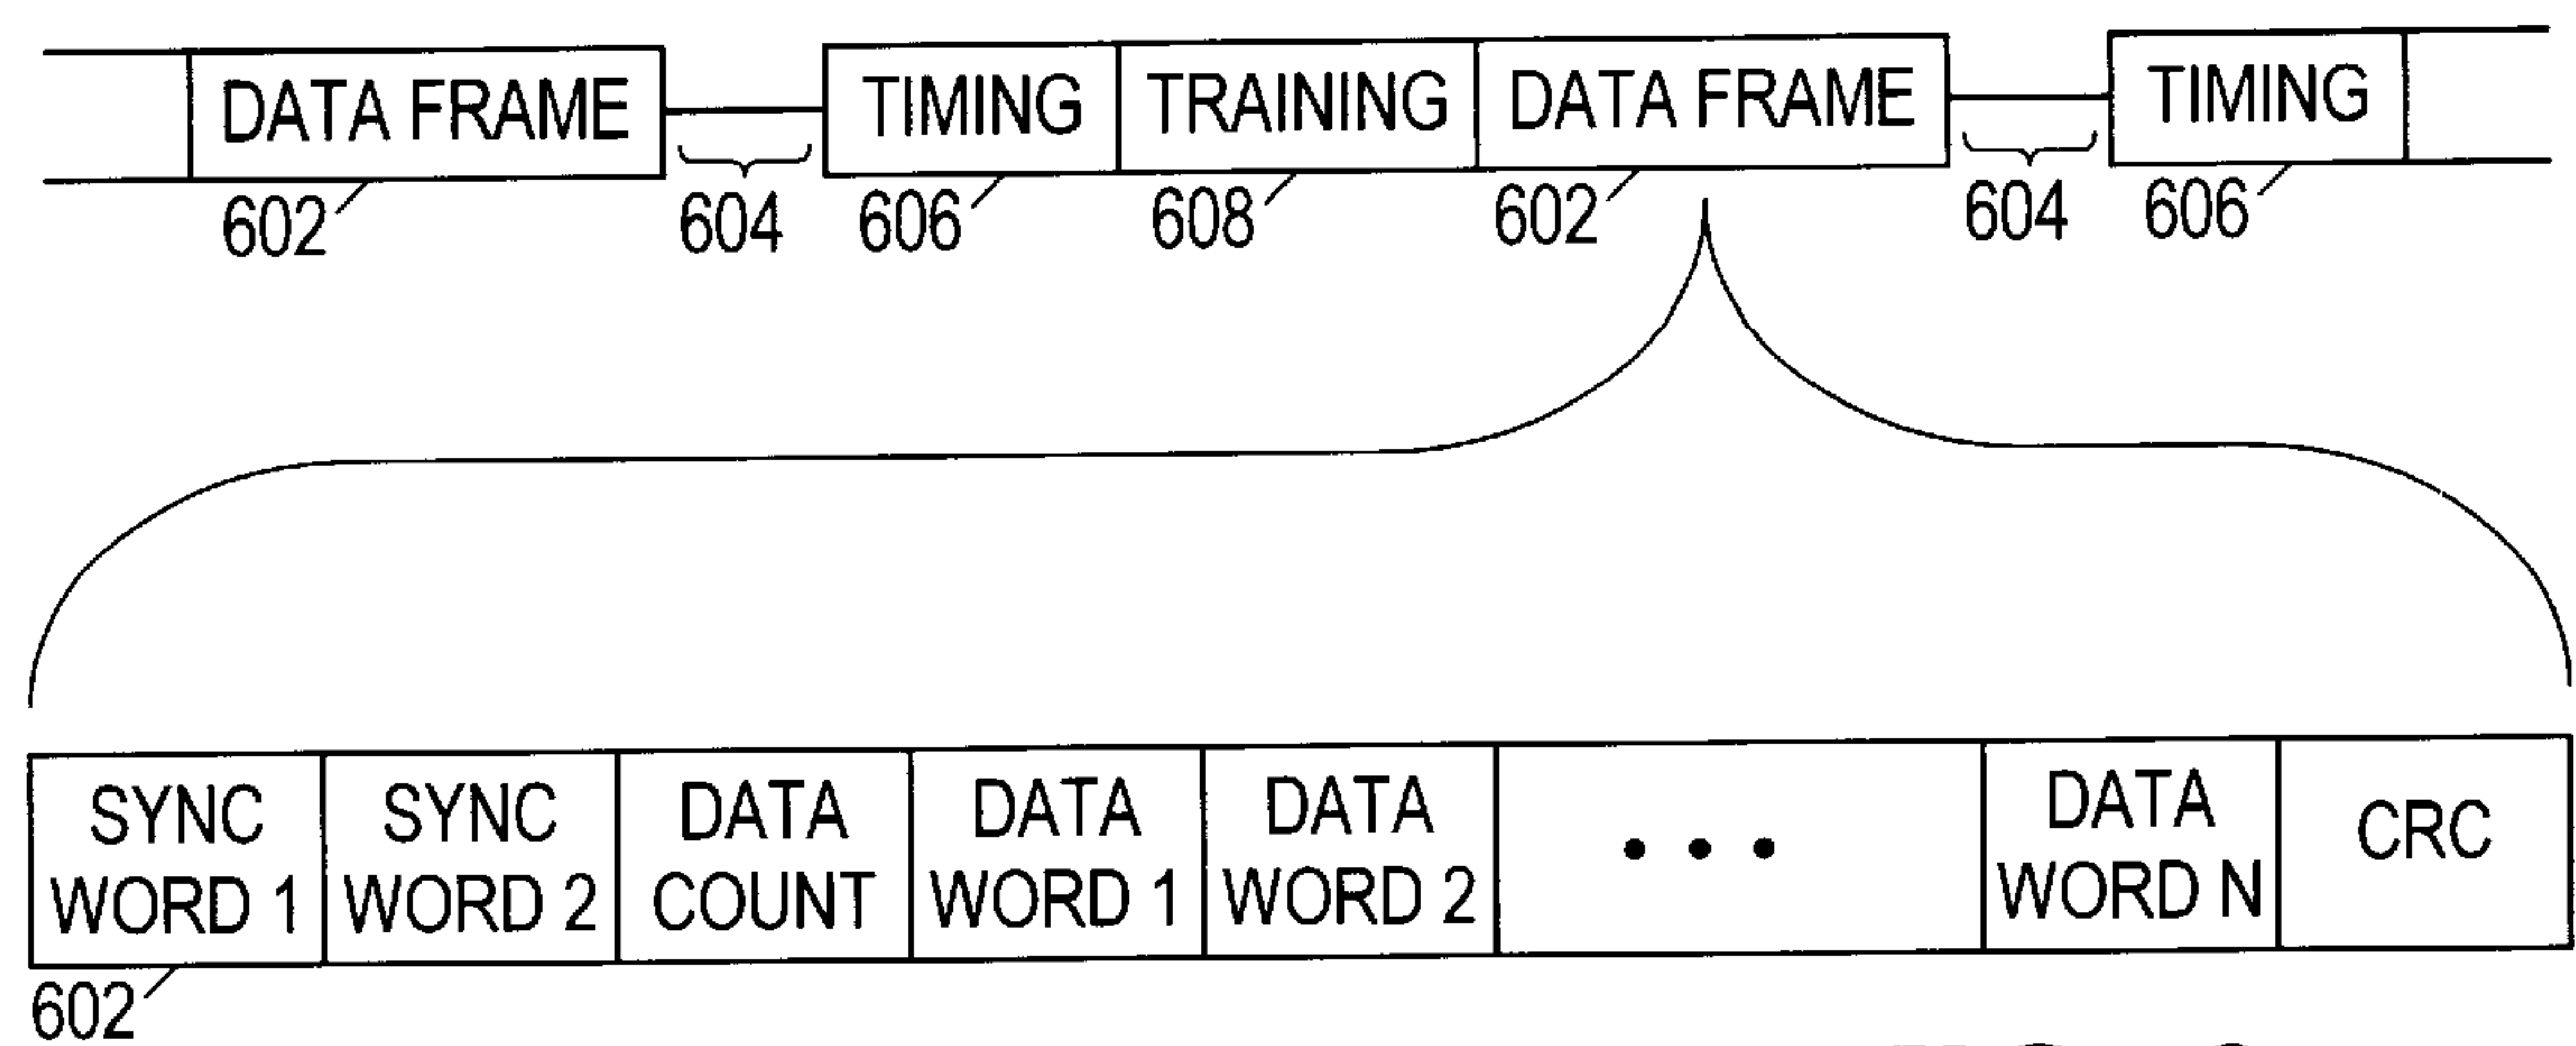 DATA FRAME TIMING TRAINING DATA FRAME TIMING
602 604 606 608 602 604 606
SYNC WORD 1 SYNC WORD 2 DATA COUNT DATA WORD 1 DATA WORD 2 • • • DATA WORD N CRC
602